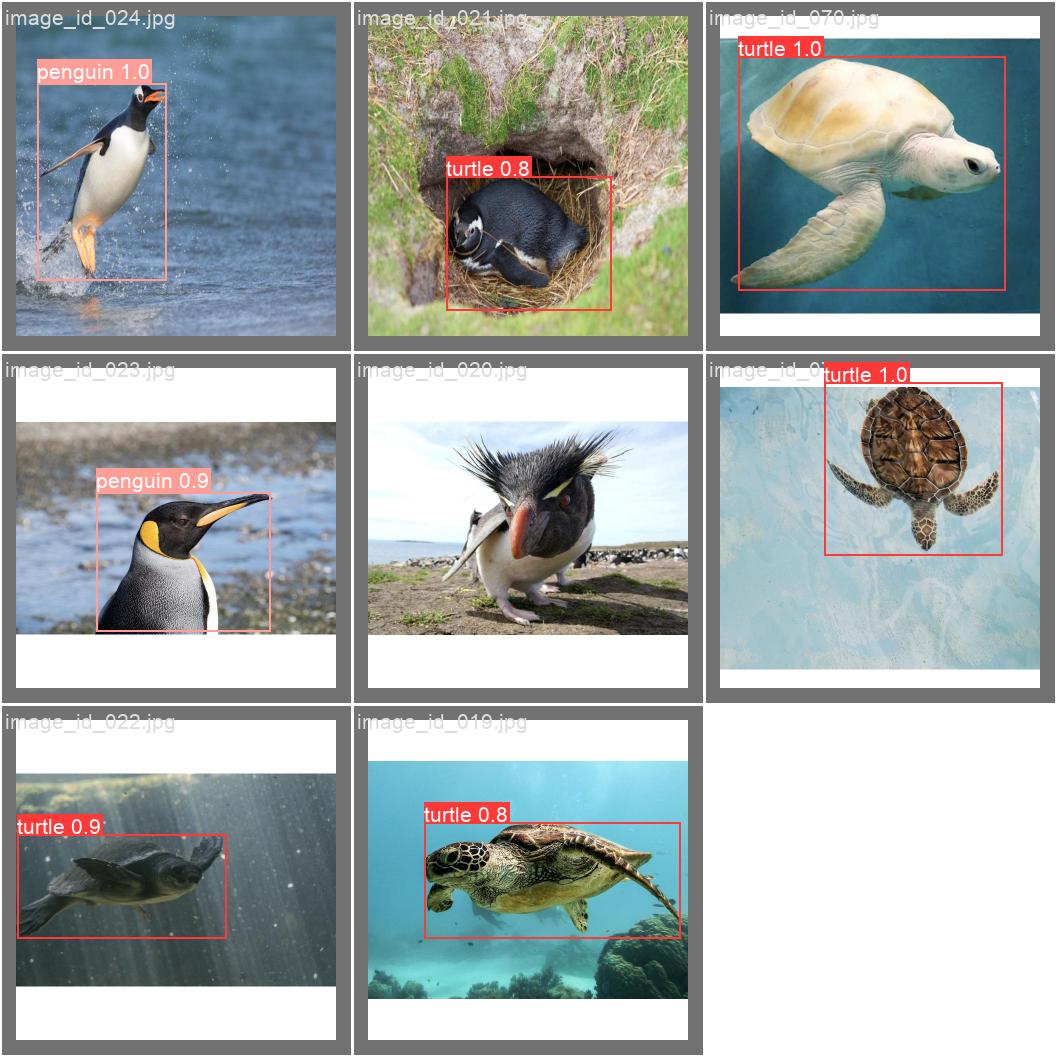 image_id_024.jpg
image_id_021.jpg
image_id_070.jpg
penguin 1.0
turtle 0.8
turtle 1.0
image_id_023.jpg
image_id_020.jpg
turtle 1.0
penguin 0.9
image_id_022.jpg
image_id_019.jpg
turtle 0.9
turtle 0.8